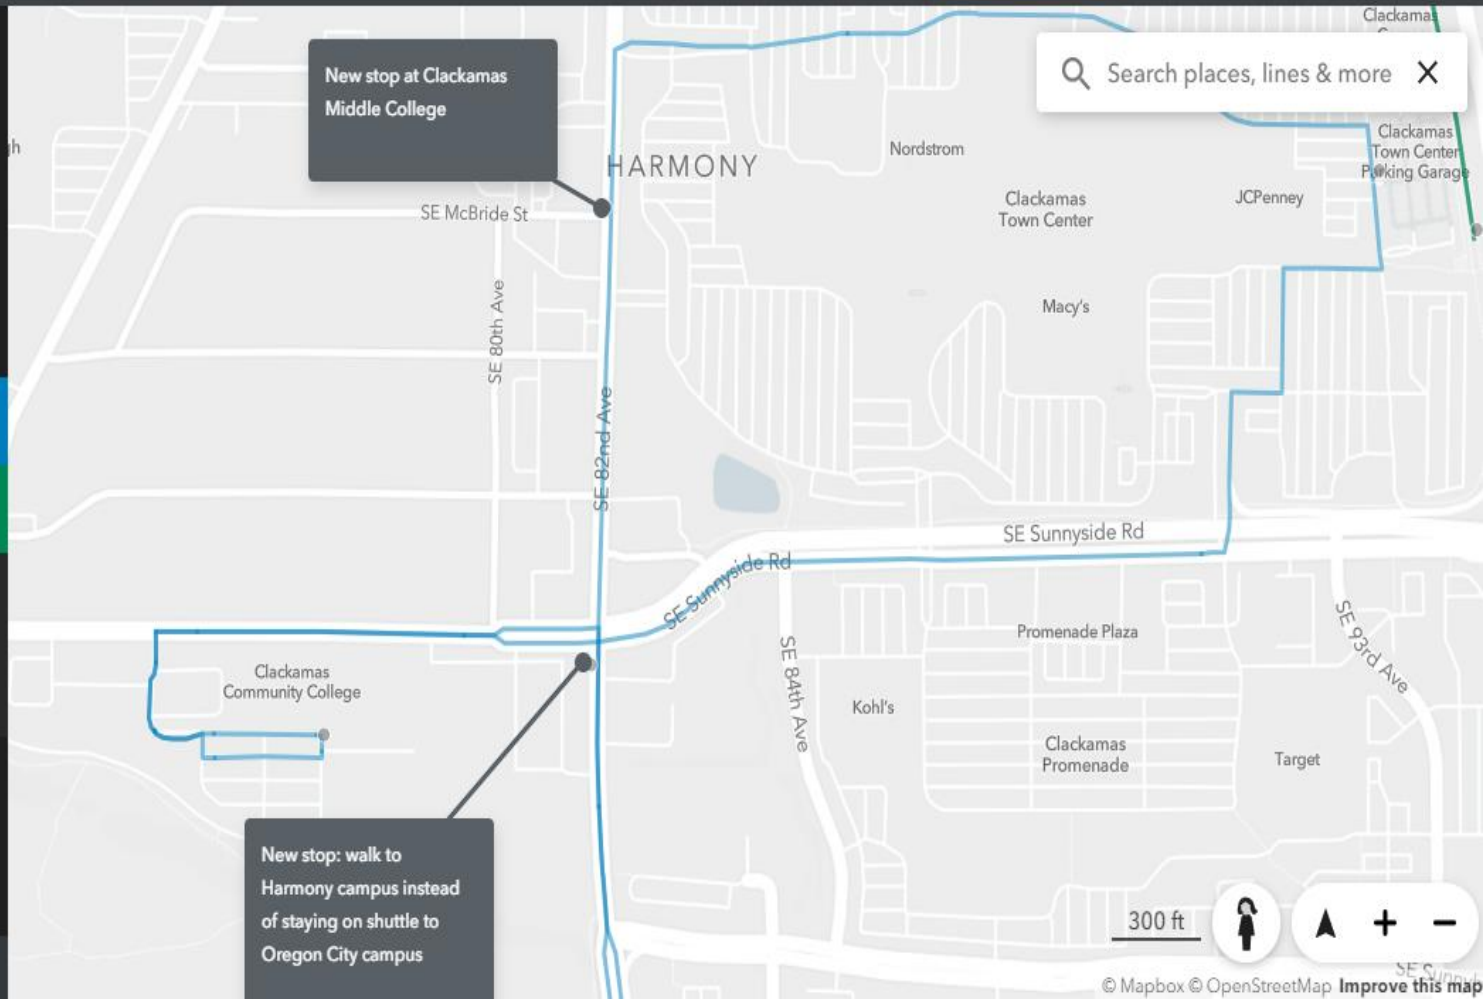 Clackamas
New stop at Clackamas
Middle College
Search places, lines & more
HARMONY
Nordstrom
Clackamas
Town Center
Parking Garage
SE McBride St
Clackamas
Town Center
JCPenney
SE 80th Ave
Macy's
SE 82nd Ave
SE Sunnyside Rd
SE Sunnyside Rd
Promenade Plaza
SE 84th Ave
SE 93rd Ave
Clackamas
Community College
Kohl's
Clackamas
Promenade
Target
New stop: walk to
Harmony campus instead
of staying on shuttle to
Oregon City campus
300 ft
© Mapbox © OpenStreetMap Improve this map